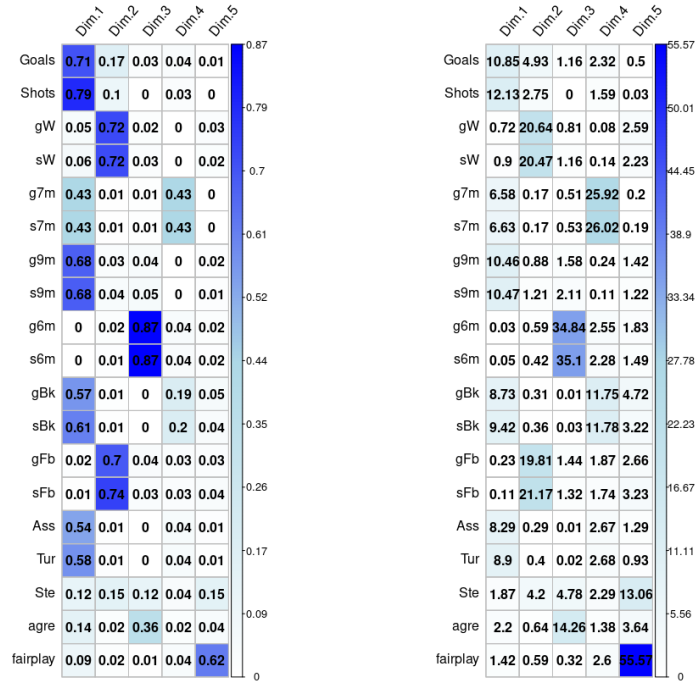 Dim.1 Dim.2 Dim.3 Dim.4 Dim.5 Dim.1 Dim.2 Dim.3 Dim.4 Dim.5
Goals 0.71 0.17 0.03 0.04 0.01 0.87 Goals 10.85 4.93 1.16 2.32 0.5 55.57
Shots 0.79 0.1 0 0.03 0 0.79 Shots 12.13 2.75 0 1.59 0.03 50.01
gW 0.05 0.72 0.02 0 0.03 gW 0.72 20.64 0.81 0.08 2.59
sW 0.06 0.72 0.03 0 0.02 0.7 sW 0.9 20.47 1.16 0.14 2.23 44.45
g7m 0.43 0.01 0.01 0.43 0 g7m 6.58 0.17 0.51 25.92 0.2
s7m 0.43 0.01 0.01 0.43 0 0.61 s7m 6.63 0.17 0.53 26.02 0.19 38.9
g9m 0.68 0.03 0.04 0 0.02 g9m 10.46 0.88 1.58 0.24 1.42
s9m 0.68 0.04 0.05 0 0.01 0.52 s9m 10.47 1.21 2.11 0.11 1.22 33.34
g6m 0 0.02 0.87 0.04 0.02 g6m 0.03 0.59 34.84 2.55 1.83
s6m 0 0.01 0.87 0.04 0.02 0.44 s6m 0.05 0.42 35.1 2.28 1.49 27.78
gBk 0.57 0.01 0 0.19 0.05 gBk 8.73 0.31 0.01 11.75 4.72
sBk 0.61 0.01 0 0.2 0.04 0.35 sBk 9.42 0.36 0.03 11.78 3.22 22.23
gFb 0.02 0.7 0.04 0.03 0.03 gFb 0.23 19.81 1.44 1.87 2.66
sFb 0.01 0.74 0.03 0.03 0.04 0.26 sFb 0.11 21.17 1.32 1.74 3.23 16.67
Ass 0.54 0.01 0 0.04 0.01 0.17 Ass 8.29 0.29 0.01 2.67 1.29 11.11
Tur 0.58 0.01 0 0.04 0.01 Tur 8.9 0.4 0.02 2.68 0.93
Ste 0.12 0.15 0.12 0.04 0.15 0.09 Ste 1.87 4.2 4.78 2.29 13.06 5.56
agre 0.14 0.02 0.36 0.02 0.04 agre 2.2 0.64 14.26 1.38 3.64
fairplay 0.09 0.02 0.01 0.04 0.62 0 fairplay 1.42 0.59 0.32 2.6 55.57 0